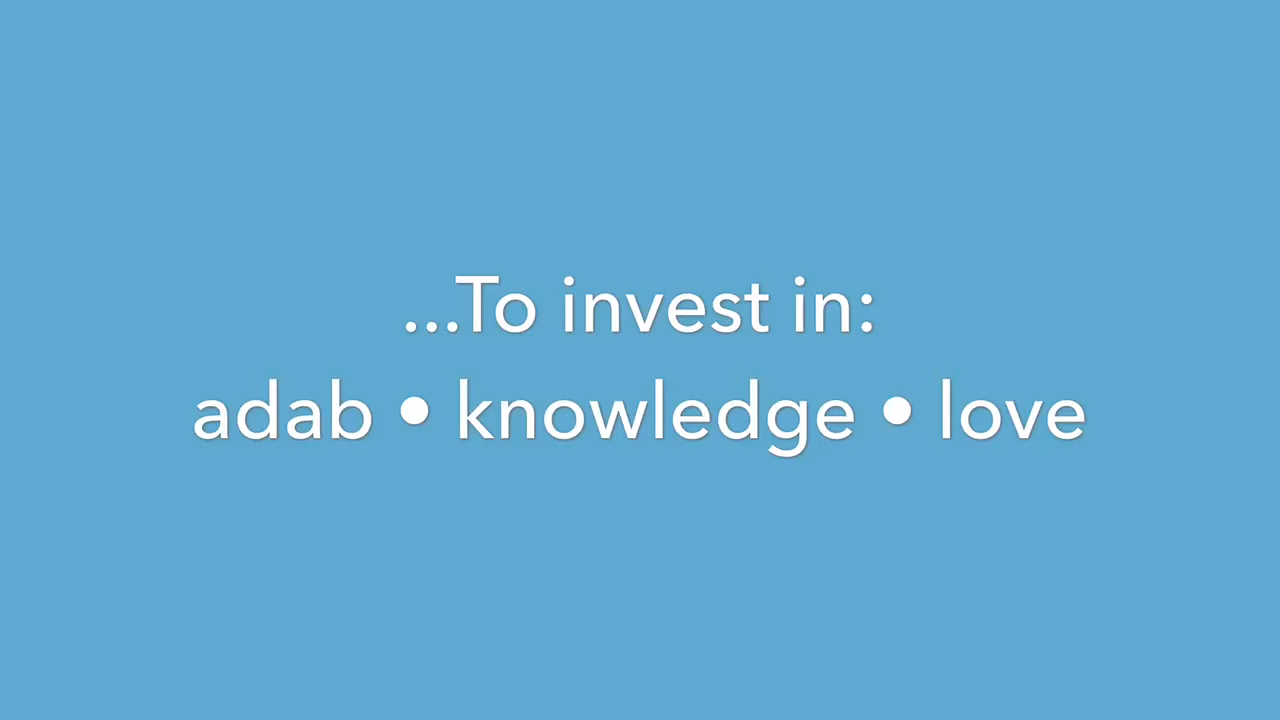 ...To invest in:
adab • knowledge • love